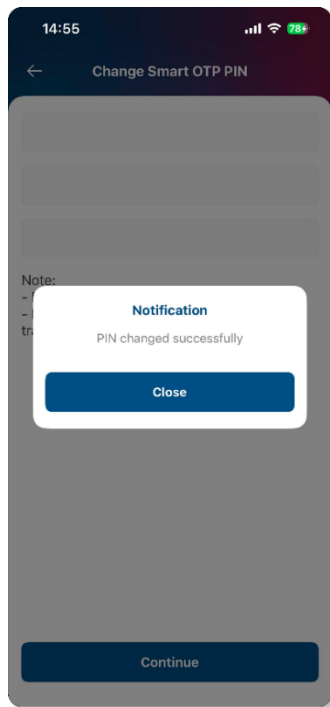 14:55
78
Change Smart OTP PIN
Note:
-
-
Notification
PIN changed successfully
Close
Continue